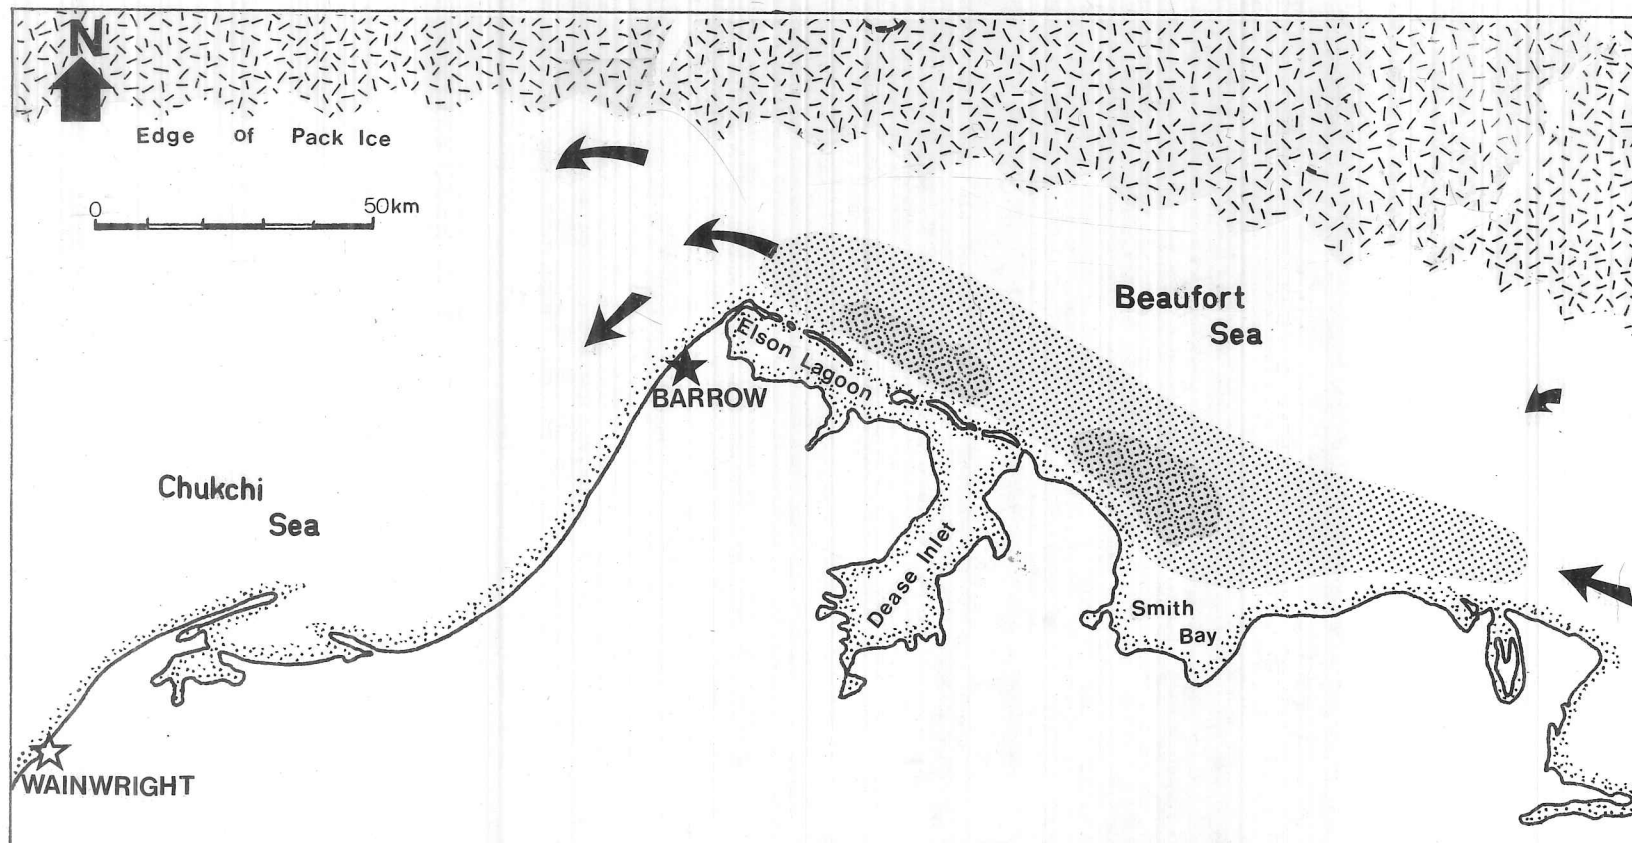 N
Edge of Pack Ice
0 50km
Beaufort
Sea
Elson Lagoon
BARROW
Chukchi
Sea
Dease Inlet
Smith
Bay
WAINWRIGHT